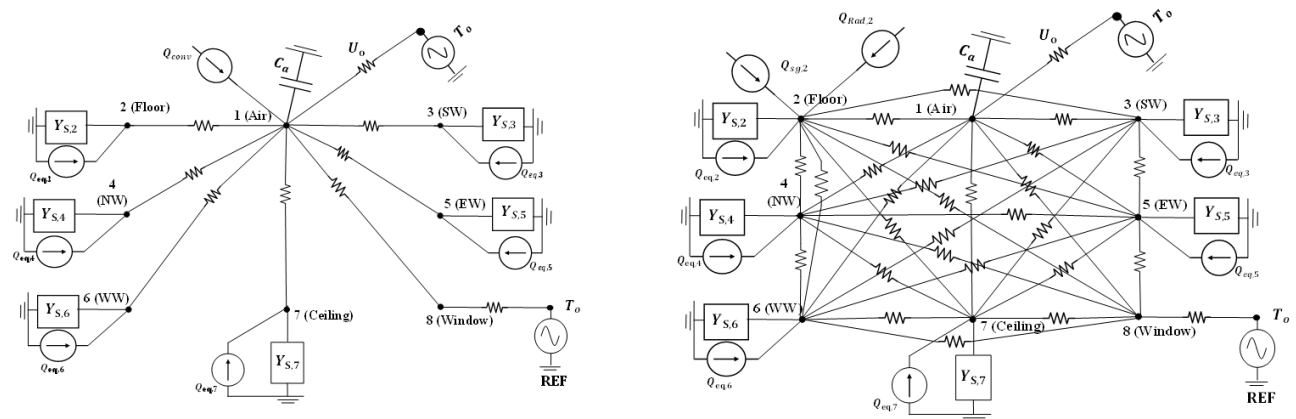 Q_conv
C_a
U_o
T_o
2 (Floor)
1 (Air)
3 (SW)
Y_S,2
Y_S,3
Q_eq,3
4
(NW)
Y_S,4
Q_eq,4
5 (EW)
Y_S,5
Q_eq,5
6 (WW)
Y_S,6
Q_eq,6
7 (Ceiling)
Y_S,7
Q_eq,7
8 (Window)
T_o
REF
Q_Rad,2
Q_sg,2
C_a
U_o
T_o
2 (Floor)
1 (Air)
3 (SW)
Y_S,2
Q_eq,2
Y_S,3
Q_eq,3
4
(NW)
Y_S,4
Q_eq,4
5 (EW)
Y_S,5
Q_eq,5
6 (WW)
Y_S,6
Q_eq,6
7 (Ceiling)
Y_S,7
Q_eq,7
8 (Window)
T_o
REF